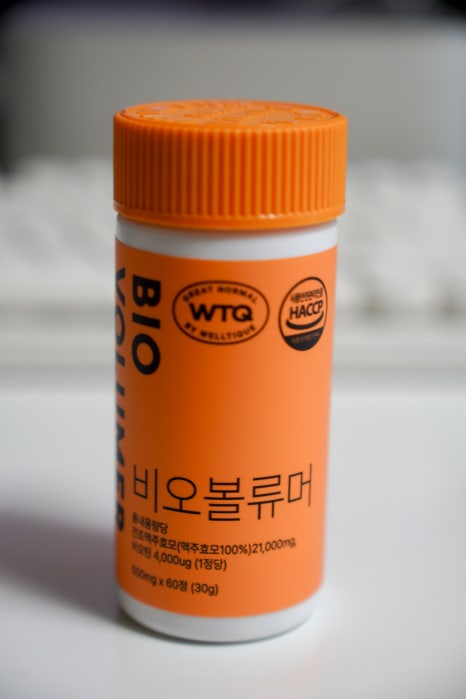 BIO
VOLUMER
GREAT NORMAL
WTQ
BY WELLTIQUE
HACCP
비오볼류머
총내용량당
건조맥주효모(맥주효모100%)21,000mg,
비오틴 4,000ug (1정당)
500mg x 60정 (30g)